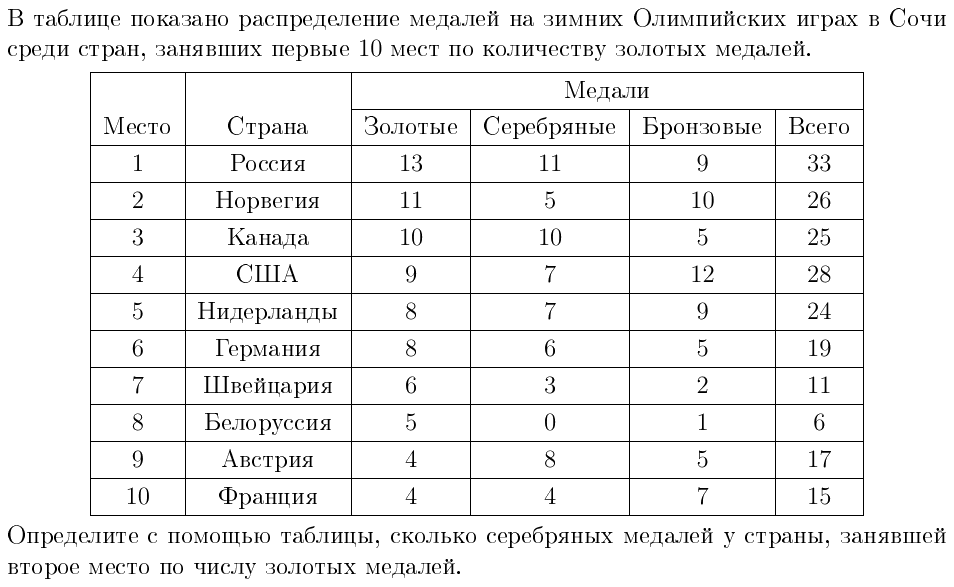 В таблице показано распределение медалей на зимних Олимпийских играх в Сочи
среди стран, занявших первые 10 мест по количеству золотых медалей.
Медали
Место Страна Золотые Серебряные Бронзовые Всего
1 Россия 13 11 9 33
2 Норвегия 11 5 10 26
3 Канада 10 10 5 25
4 США 9 7 12 28
5 Нидерланды 8 7 9 24
6 Германия 8 6 5 19
7 Швейцария 6 3 2 11
8 Белоруссия 5 0 1 6
9 Австрия 4 8 5 17
10 Франция 4 4 7 15
Определите с помощью таблицы, сколько серебряных медалей у страны, занявшей
второе место по числу золотых медалей.